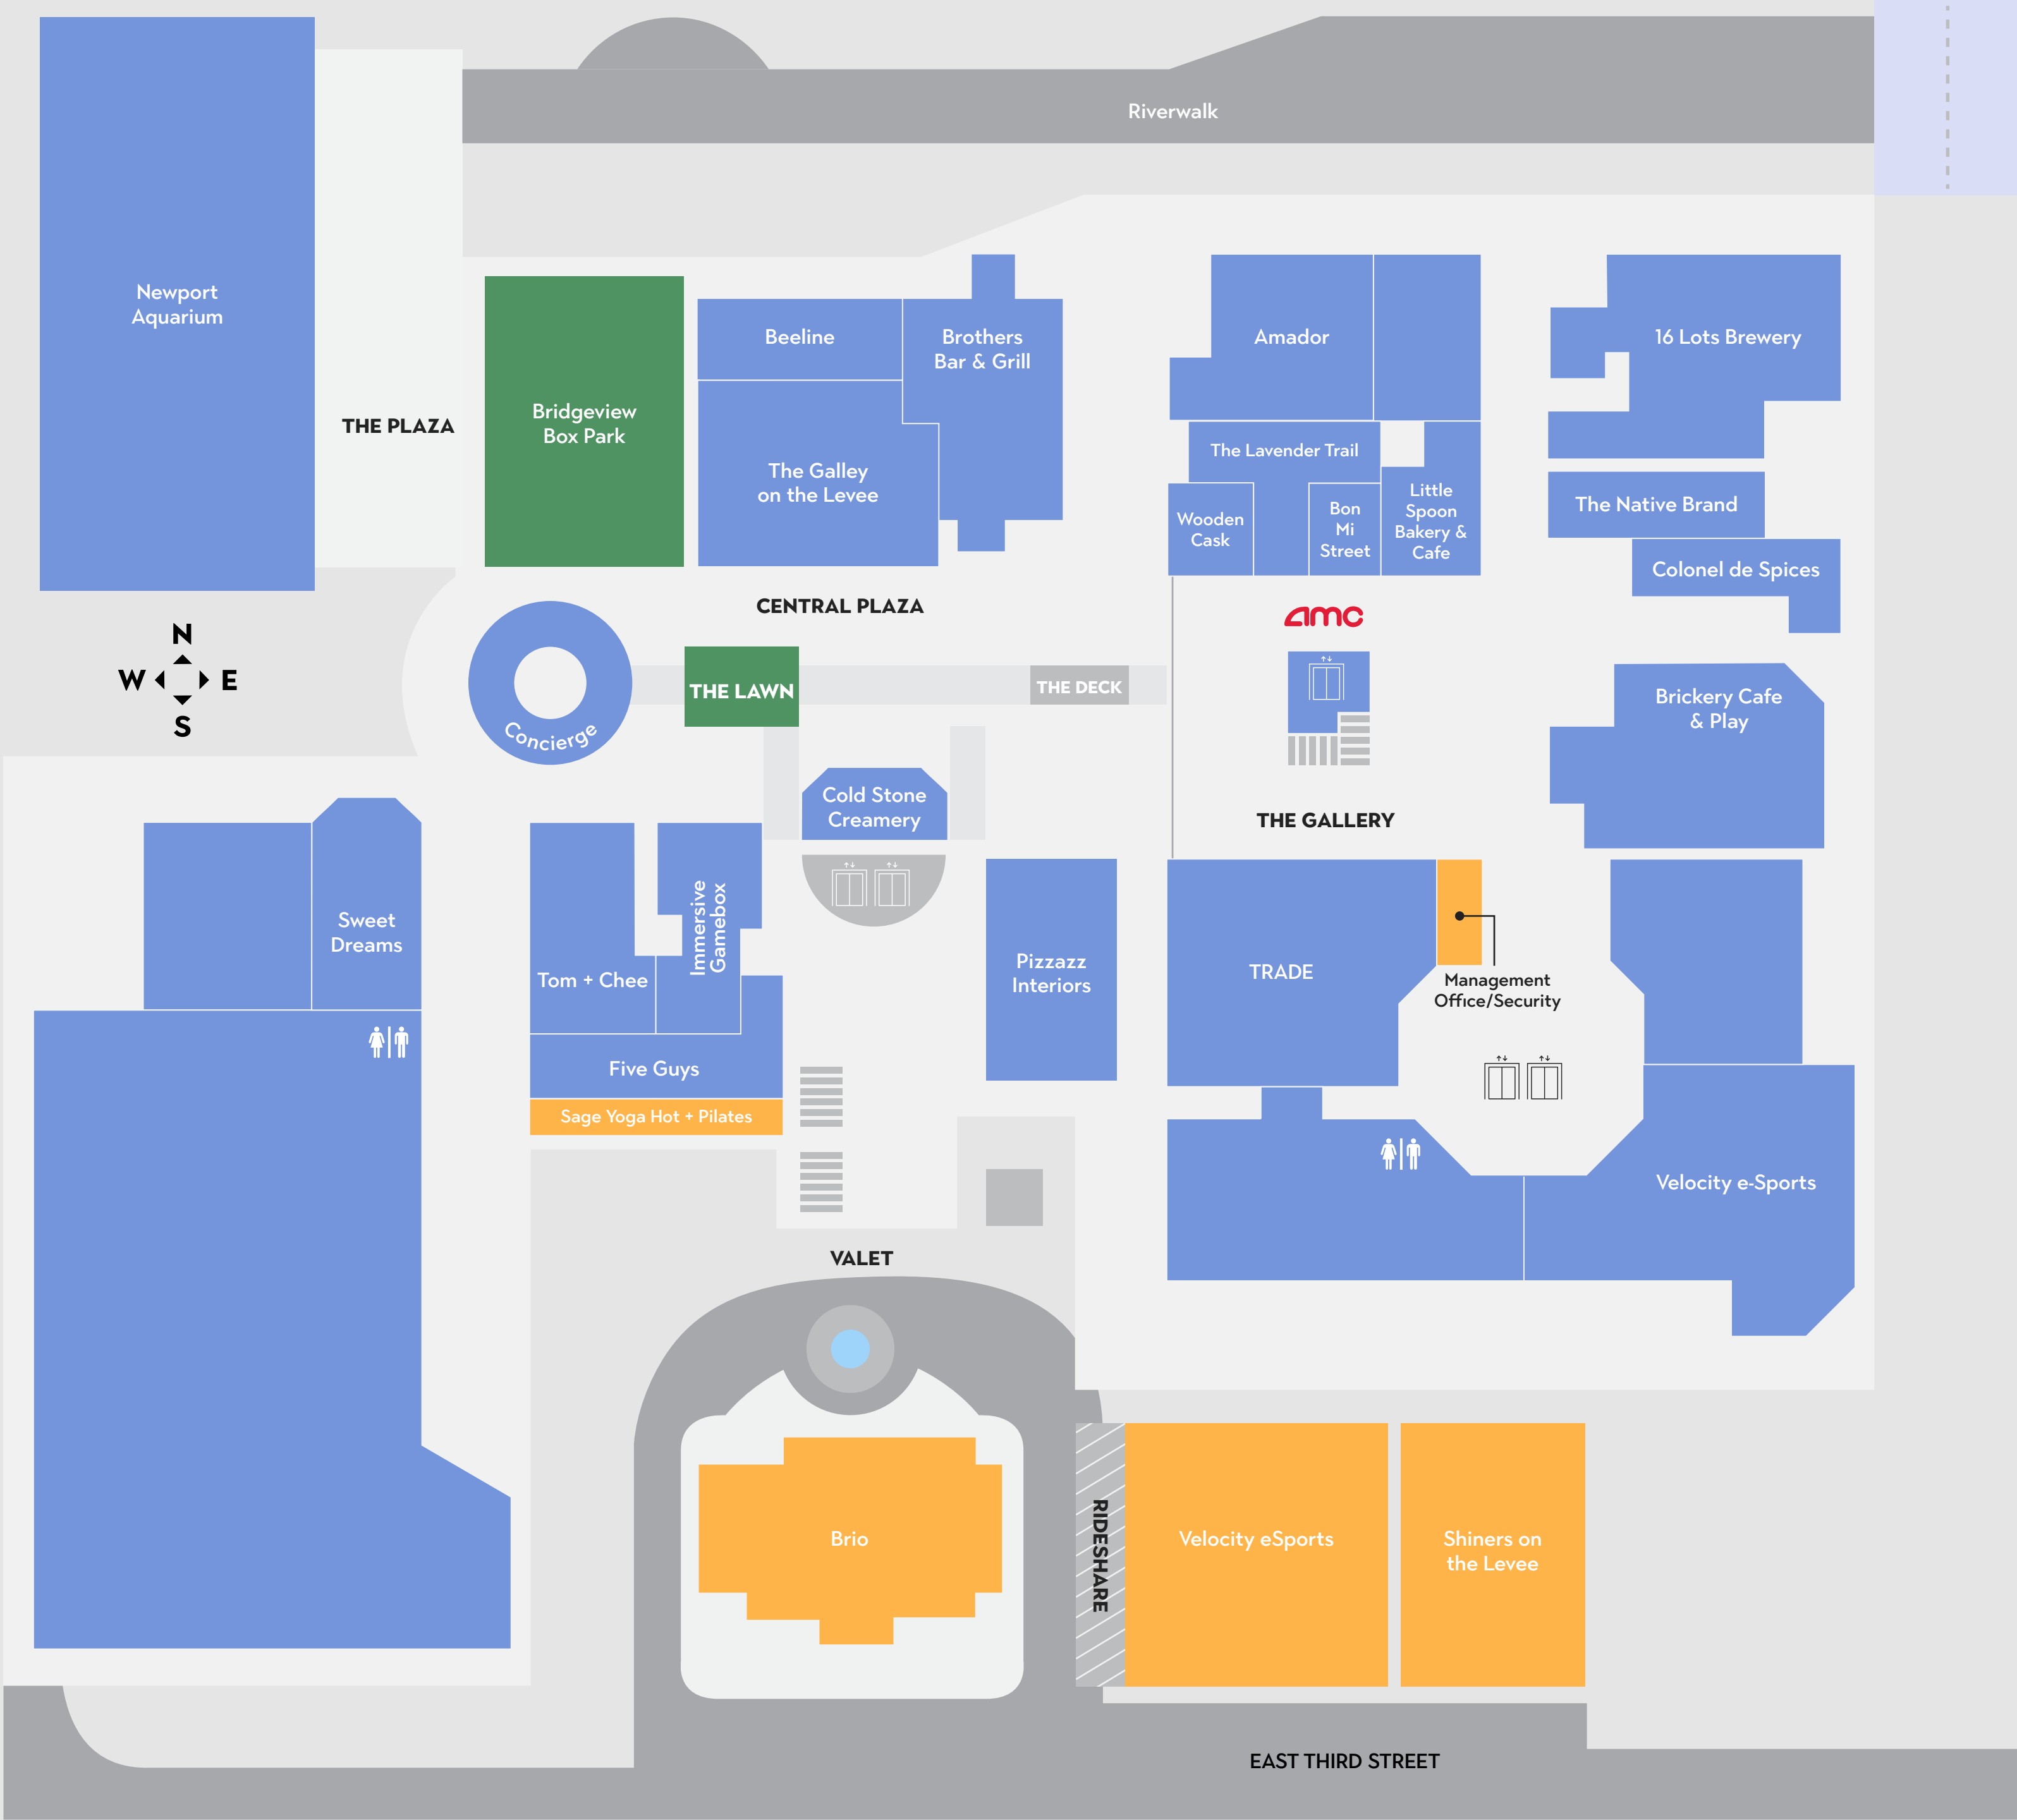 Riverwalk
Newport
Aquarium
THE PLAZA
Bridgeview
Box Park
Beeline
Brothers
Bar & Grill
The Galley
on the Levee
Amador
16 Lots Brewery
The Lavender Trail
Wooden
Cask
Bon
Mi
Street
Little
Spoon
Bakery &
Cafe
The Native Brand
Colonel de Spices
CENTRAL PLAZA
amc
N
W E
S
Concierge
THE LAWN
THE DECK
Brickery Cafe
& Play
Cold Stone
Creamery
THE GALLERY
Sweet
Dreams
Tom + Chee
Immersive
Gamebox
Pizzazz
Interiors
TRADE
Management
Office/Security
Five Guys
Sage Yoga Hot + Pilates
Velocity e-Sports
VALET
Brio
RIDESHARE
Velocity eSports
Shiners on
the Levee
EAST THIRD STREET